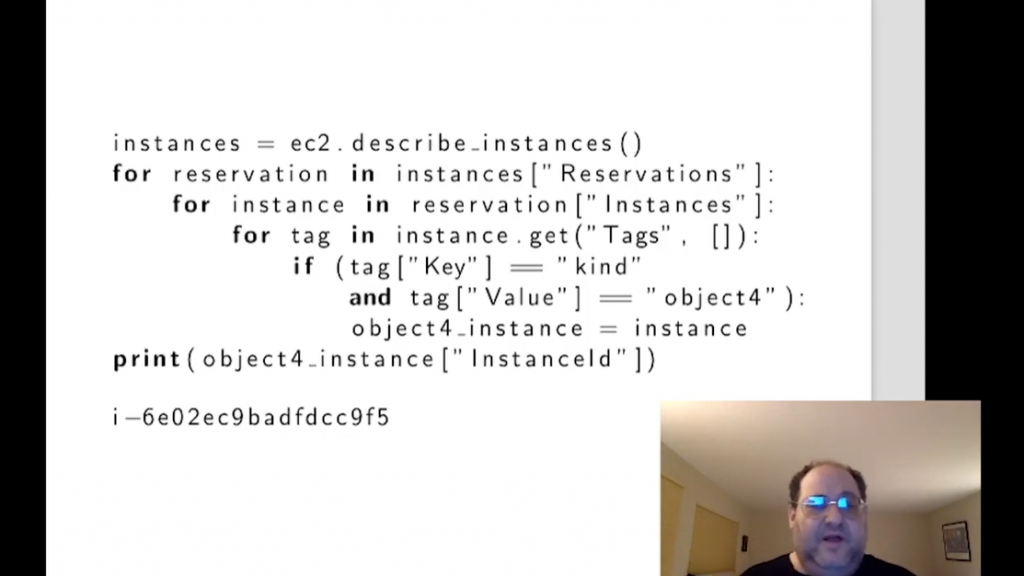 instances = ec2.describe_instances()
for reservation in instances["Reservations"]:
    for instance in reservation["Instances"]:
        for tag in instance.get("Tags", []):
            if (tag["Key"] == "kind"
                and tag["Value"] == "object4"):
                object4_instance = instance
print(object4_instance["InstanceId"])
i-6e02ec9badfdcc9f5